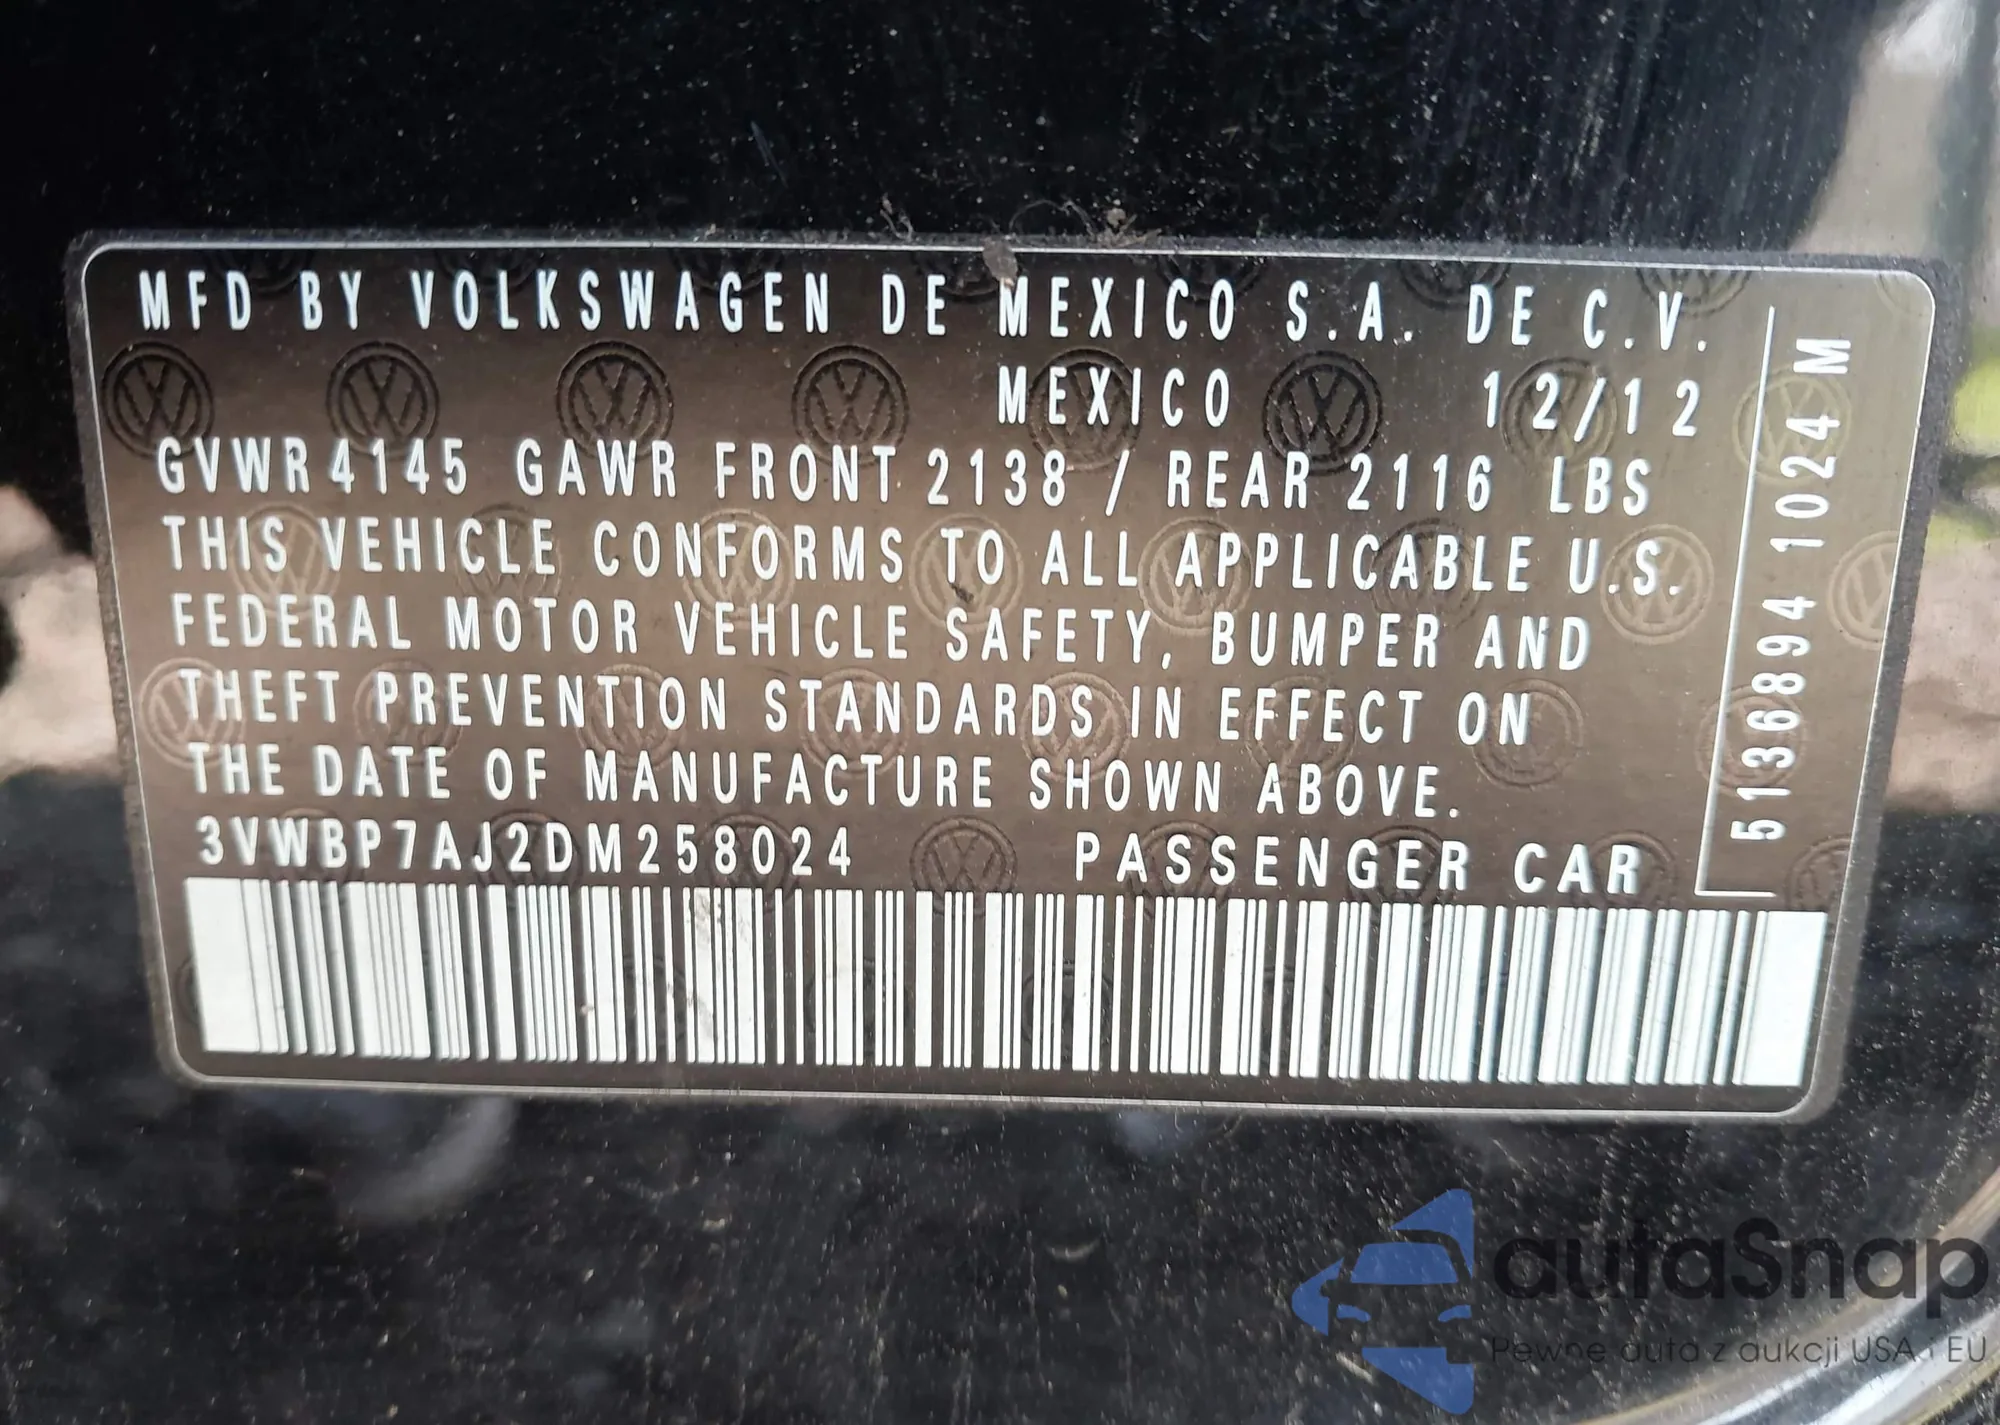 MFD BY VOLKSWAGEN DE MEXICO S.A. DE C.V.
MEXICO 12/12
GVWR 4145 GAWR FRONT 2138 / REAR 2116 LBS
THIS VEHICLE CONFORMS TO ALL APPLICABLE U.S.
FEDERAL MOTOR VEHICLE SAFETY, BUMPER AND
THEFT PREVENTION STANDARDS IN EFFECT ON
THE DATE OF MANUFACTURE SHOWN ABOVE.
3VWBP7AJ2DM258024 PASSENGER CAR
5136894 1024 M
autaSnap
Pewne auta z aukcji USA i EU